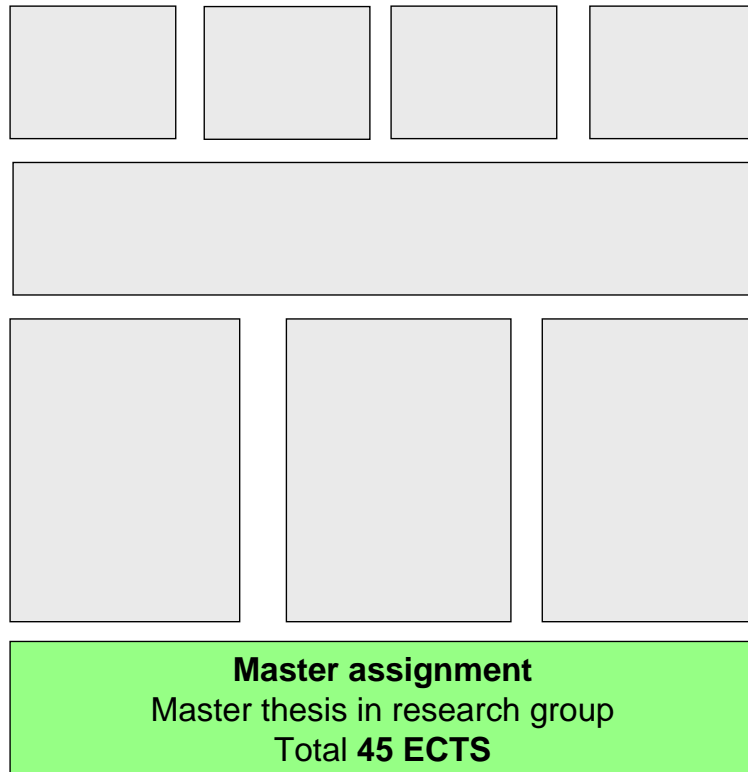 Master assignment
Master thesis in research group
Total 45 ECTS